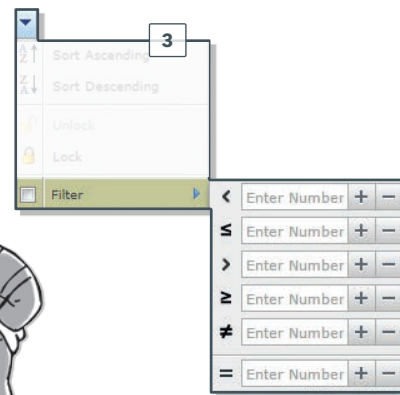 3
Sort Ascending
Sort Descending
Unlock
Lock
Filter
< Enter Number + −
≤ Enter Number + −
> Enter Number + −
≥ Enter Number + −
≠ Enter Number + −
= Enter Number + −